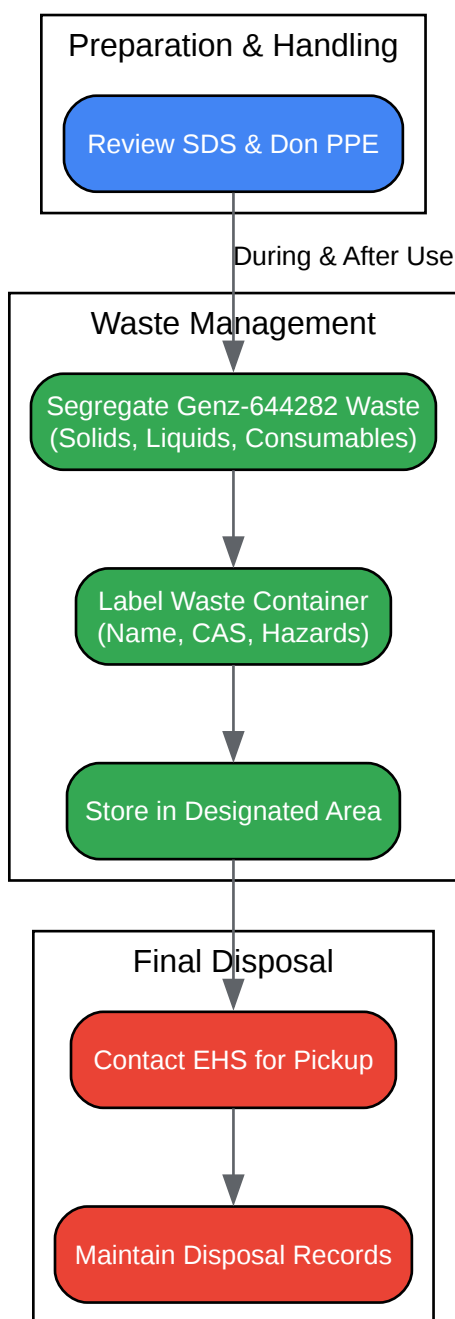 Preparation & Handling
Review SDS & Don PPE
During & After Use
Waste Management
Segregate Genz-644282 Waste
(Solids, Liquids, Consumables)
Label Waste Container
(Name, CAS, Hazards)
Store in Designated Area
Final Disposal
Contact EHS for Pickup
Maintain Disposal Records